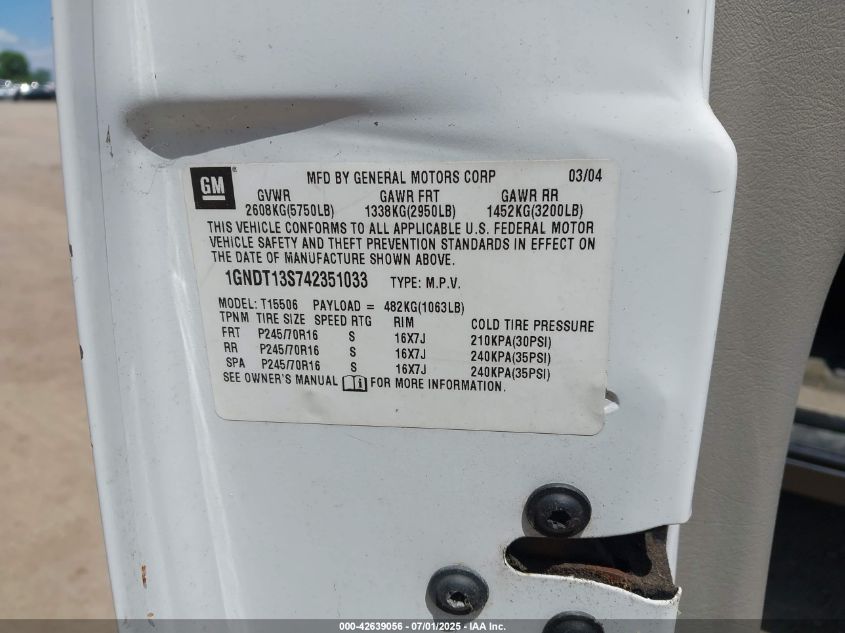 GM MFD BY GENERAL MOTORS CORP 03/04
GVWR GAWR FRT GAWR RR
2608KG(5750LB) 1338KG(2950LB) 1452KG(3200LB)
THIS VEHICLE CONFORMS TO ALL APPLICABLE U.S. FEDERAL MOTOR
VEHICLE SAFETY AND THEFT PREVENTION STANDARDS IN EFFECT ON
THE DATE OF MANUFACTURE SHOWN ABOVE.
1GNDT13S742351033 TYPE: M.P.V.
MODEL: T15506 PAYLOAD = 482KG(1063LB)
TPNM TIRE SIZE SPEED RTG RIM COLD TIRE PRESSURE
FRT P245/70R16 S 16X7J 210KPA(30PSI)
RR P245/70R16 S 16X7J 240KPA(35PSI)
SPA P245/70R16 S 16X7J 240KPA(35PSI)
SEE OWNER'S MANUAL FOR MORE INFORMATION.
000-42639056 - 07/01/2025 - IAA Inc.